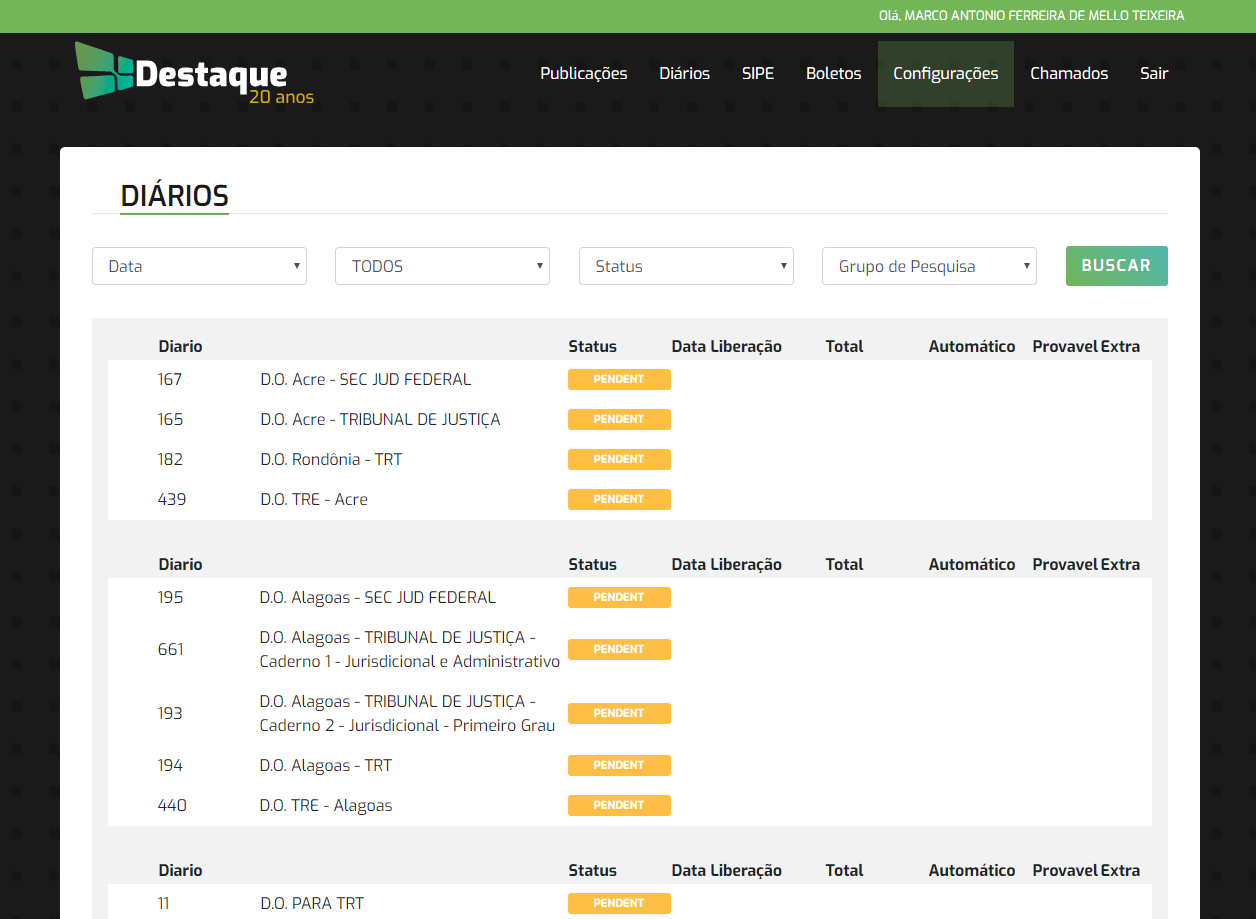 Olá, MARCO ANTONIO FERREIRA DE MELLO TEIXEIRA
Destaque
20 anos
Publicações Diários SIPE Boletos Configurações Chamados Sair
DIÁRIOS
Data TODOS Status Grupo de Pesquisa BUSCAR
Diario Status Data Liberação Total Automático Provavel Extra
167 D.O. Acre - SEC JUD FEDERAL PENDENT
165 D.O. Acre - TRIBUNAL DE JUSTIÇA PENDENT
182 D.O. Rondônia - TRT PENDENT
439 D.O. TRE - Acre PENDENT
Diario Status Data Liberação Total Automático Provavel Extra
195 D.O. Alagoas - SEC JUD FEDERAL PENDENT
661 D.O. Alagoas - TRIBUNAL DE JUSTIÇA -
Caderno 1 - Jurisdicional e Administrativo PENDENT
193 D.O. Alagoas - TRIBUNAL DE JUSTIÇA -
Caderno 2 - Jurisdicional - Primeiro Grau PENDENT
194 D.O. Alagoas - TRT PENDENT
440 D.O. TRE - Alagoas PENDENT
Diario Status Data Liberação Total Automático Provavel Extra
11 D.O. PARA TRT PENDENT